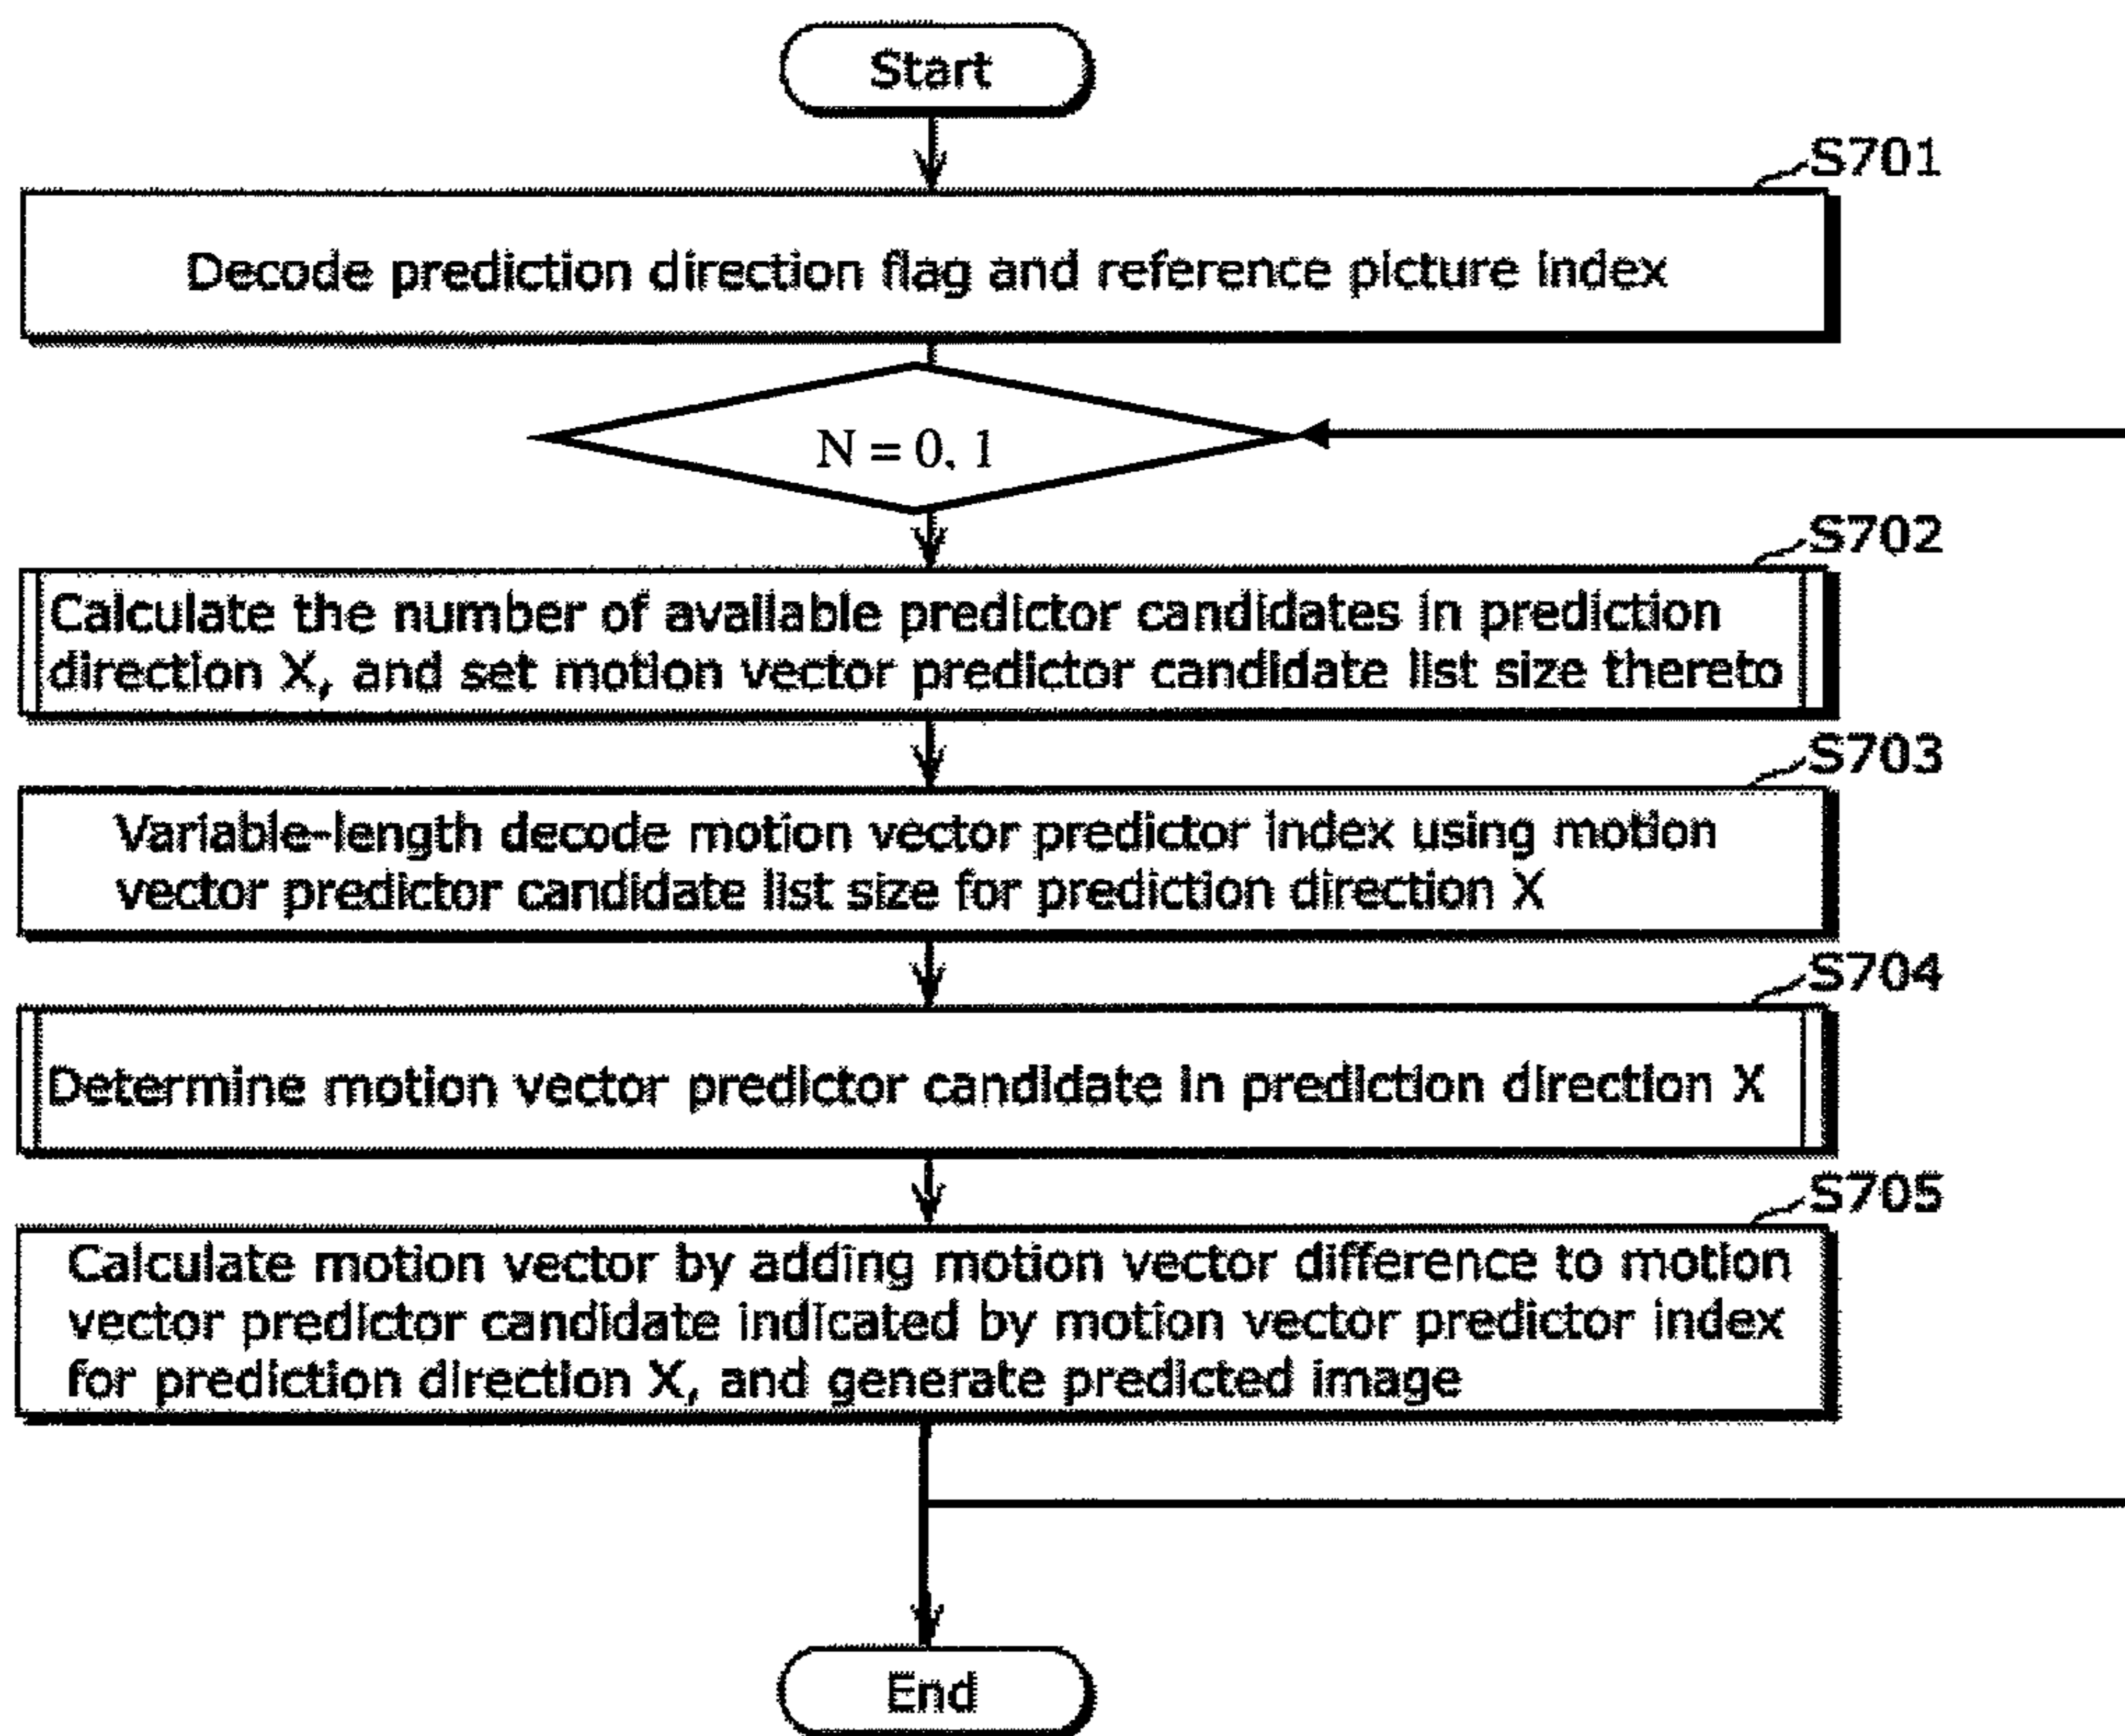 Start
S701
Decode prediction direction flag and reference picture index
N = 0, 1
S702
Calculate the number of available predictor candidates in prediction
direction X, and set motion vector predictor candidate list size thereto
S703
Variable-length decode motion vector predictor index using motion
vector predictor candidate list size for prediction direction X
S704
Determine motion vector predictor candidate in prediction direction X
S705
Calculate motion vector by adding motion vector difference to motion
vector predictor candidate indicated by motion vector predictor index
for prediction direction X, and generate predicted image
End